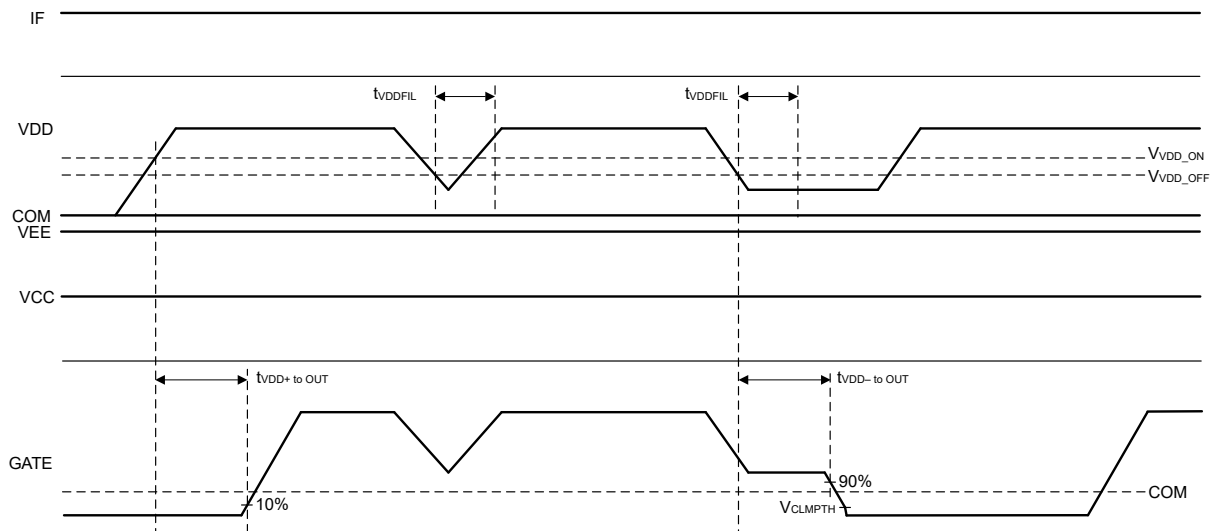 IF
tVDDFIL
tVDDFIL
VDD
VVDD_ON
VVDD_OFF
COM
VEE
VCC
tVDD+ to OUT
tVDD– to OUT
GATE
10%
90%
COM
VCLMPTH